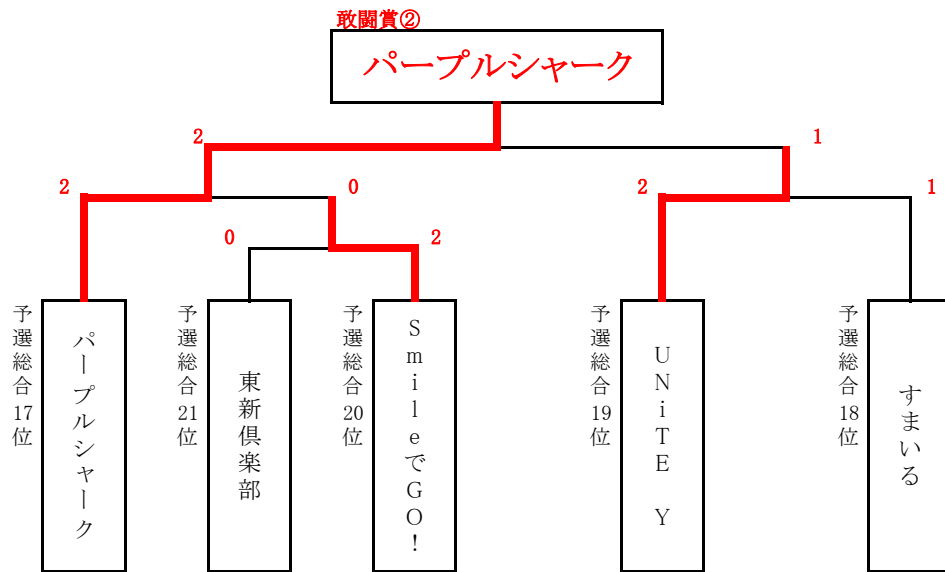 敢闘賞②
パープルシャーク
2
1
2
0
2
1
0
2
予選総合17位
パープルシャーク
予選総合21位
東新倶楽部
予選総合20位
SmileでGO!
予選総合19位
UNiTE Y
予選総合18位
すまいる